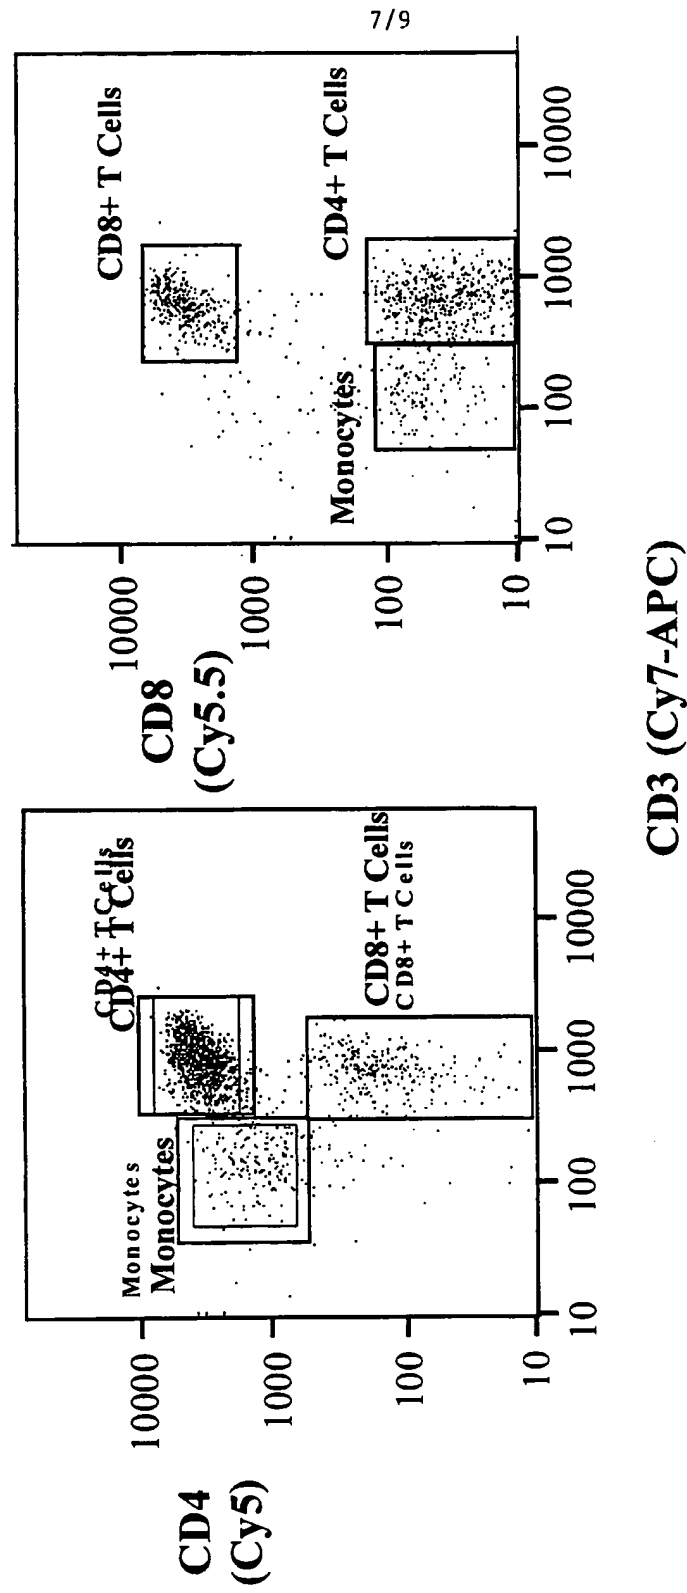 7/9
CD4
(Cy5)
10000
1000
100
10
Monocytes
Monocytes
CD4+ T Cells
CD4+ T Cells
CD8+ T Cells
CD8+ T Cells
10
100
1000
10000
CD8
(Cy5.5)
10000
1000
100
10
CD8+ T Cells
Monocytes
CD4+ T Cells
10
100
1000
10000
CD3 (Cy7-APC)